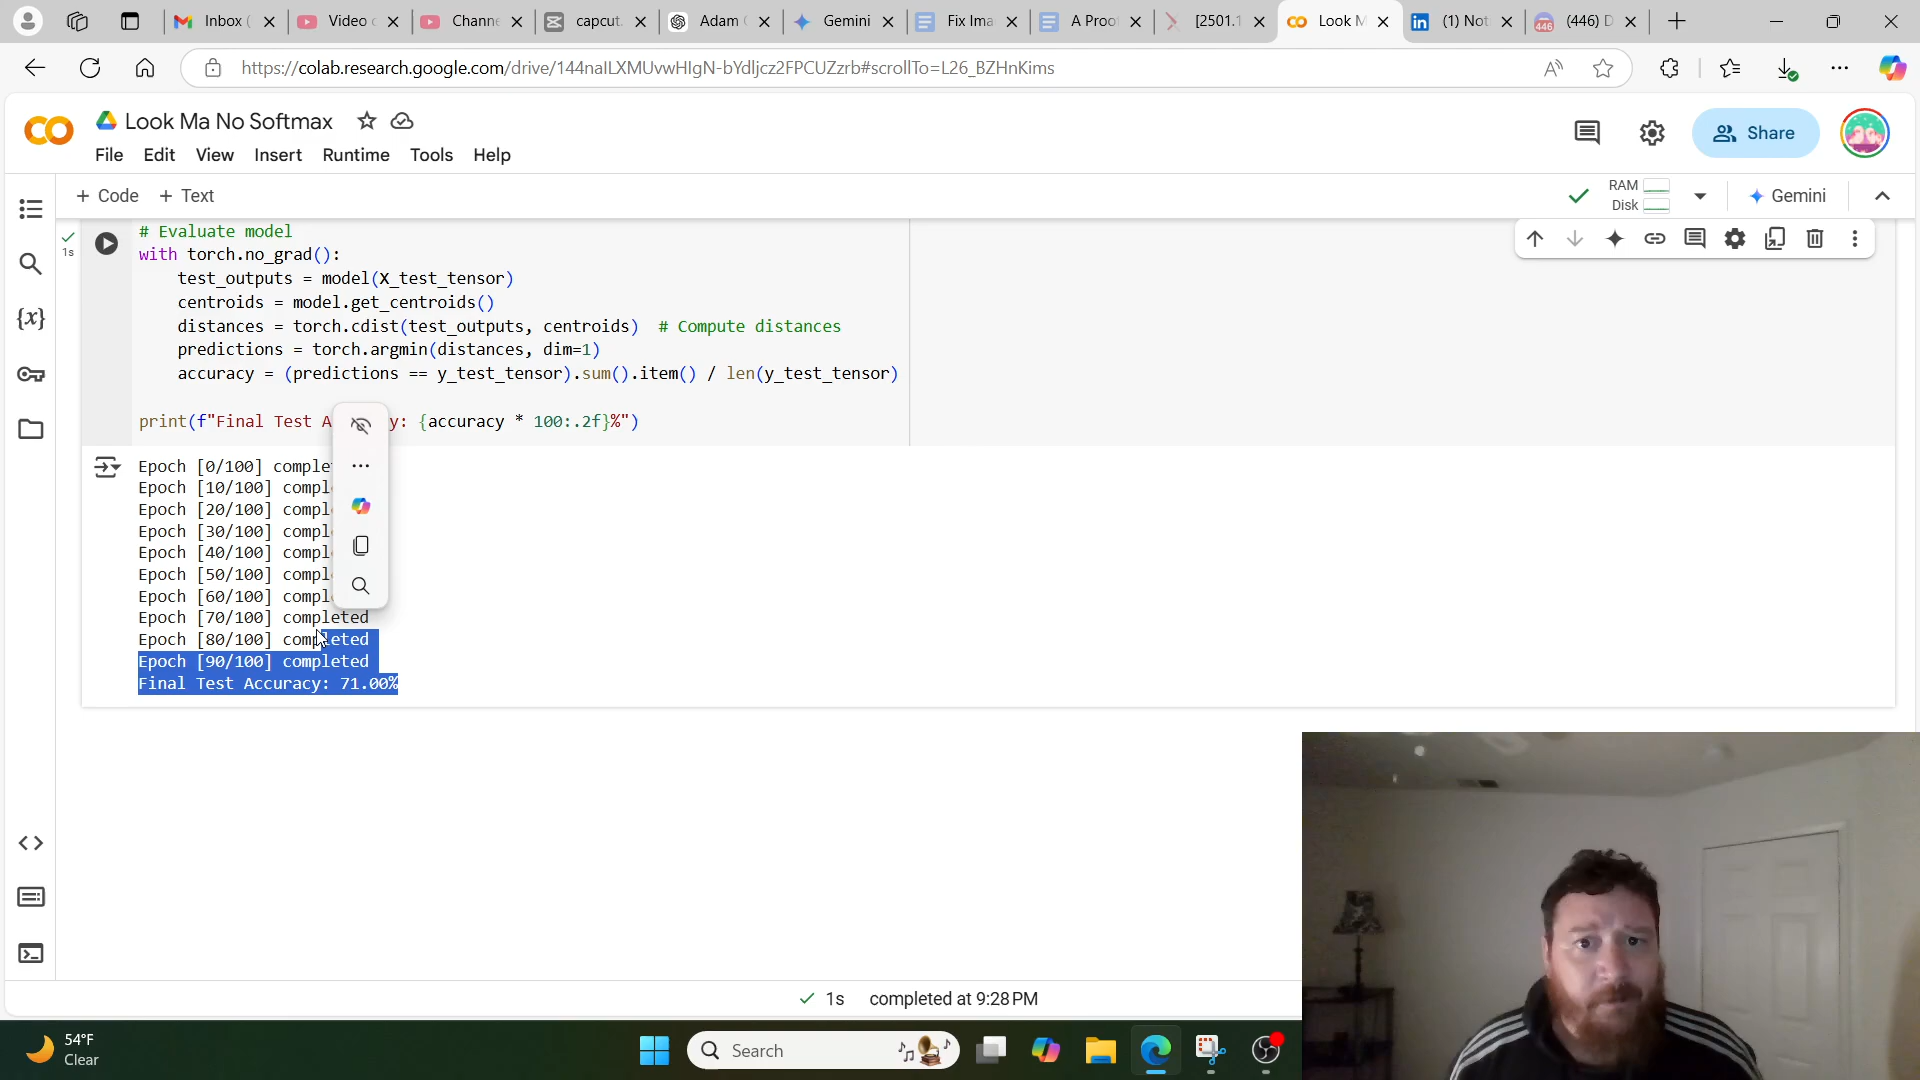 Inbox (
Video c
Channe
capcut.
Adam (
Gemini
Fix Ima
A Proo
[2501.1
Look M
(1) Not
446
(446) D
https://colab.research.google.com/drive/144naILXMUvwHIgN-bYdljcz2FPCUZzrb#scrollTo=L26_BZHnKims
Look Ma No Softmax
File Edit View Insert Runtime Tools Help
Share
+ Code + Text
RAM
Disk
Gemini
1s
# Evaluate model
with torch.no_grad():
test_outputs = model(X_test_tensor)
centroids = model.get_centroids()
distances = torch.cdist(test_outputs, centroids)  # Compute distances
predictions = torch.argmin(distances, dim=1)
accuracy = (predictions == y_test_tensor).sum().item() / len(y_test_tensor)
print(f"Final Test A y: {accuracy * 100:.2f}%")
Epoch [0/100] comple
Epoch [10/100] compl
Epoch [20/100] compl
Epoch [30/100] compl
Epoch [40/100] compl
Epoch [50/100] compl
Epoch [60/100] compl
Epoch [70/100] completed
Epoch [80/100] completed
Epoch [90/100] completed
Final Test Accuracy: 71.00%
{x}
1s completed at 9:28 PM
54°F
Clear
Search